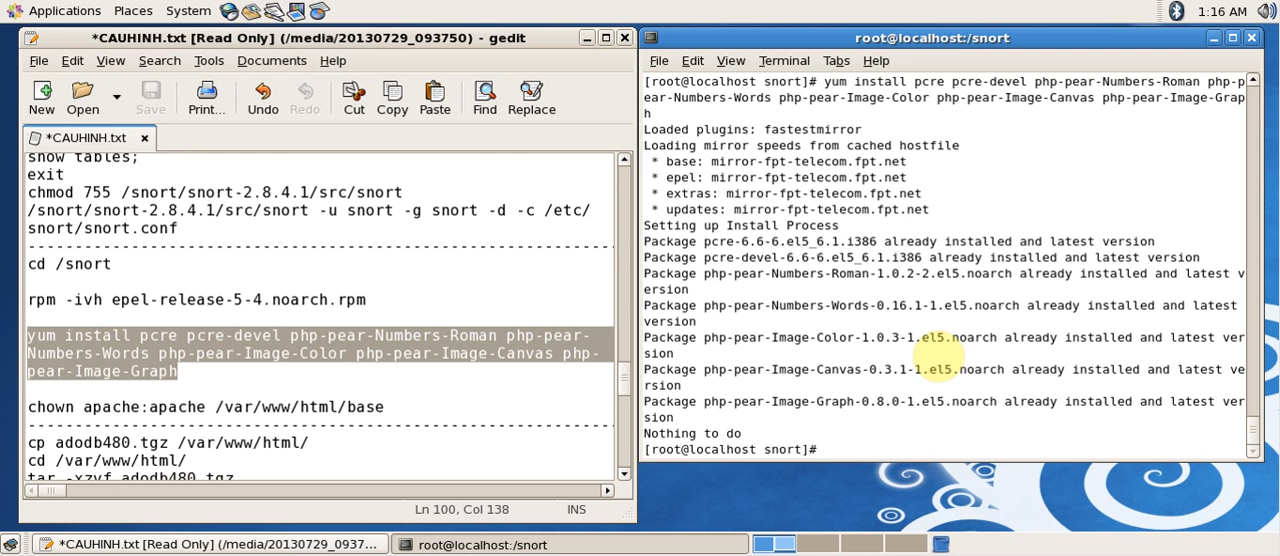 Applications Places System
1:16 AM
*CAUHINH.txt [Read Only] (/media/20130729_093750) - gedit
File Edit View Search Tools Documents Help
New Open Save Print... Undo Redo Cut Copy Paste Find Replace
*CAUHINH.txt
show tables;
exit
chmod 755 /snort/snort-2.8.4.1/src/snort
/snort/snort-2.8.4.1/src/snort -u snort -g snort -d -c /etc/
snort/snort.conf
------------------------------------------------------------------
cd /snort
rpm -ivh epel-release-5-4.noarch.rpm
yum install pcre pcre-devel php-pear-Numbers-Roman php-pear-
Numbers-Words php-pear-Image-Color php-pear-Image-Canvas php-
pear-Image-Graph
chown apache:apache /var/www/html/base
------------------------------------------------------------------
cp adodb480.tgz /var/www/html/
cd /var/www/html/
tar -xzvf adodb480.tgz
Ln 100, Col 138 INS
root@localhost:/snort
File Edit View Terminal Tabs Help
[root@localhost snort]# yum install pcre pcre-devel php-pear-Numbers-Roman php-p
ear-Numbers-Words php-pear-Image-Color php-pear-Image-Canvas php-pear-Image-Grap
h
Loaded plugins: fastestmirror
Loading mirror speeds from cached hostfile
* base: mirror-fpt-telecom.fpt.net
* epel: mirror-fpt-telecom.fpt.net
* extras: mirror-fpt-telecom.fpt.net
* updates: mirror-fpt-telecom.fpt.net
Setting up Install Process
Package pcre-6.6-6.el5_6.1.i386 already installed and latest version
Package pcre-devel-6.6-6.el5_6.1.i386 already installed and latest version
Package php-pear-Numbers-Roman-1.0.2-2.el5.noarch already installed and latest v
ersion
Package php-pear-Numbers-Words-0.16.1-1.el5.noarch already installed and latest
version
Package php-pear-Image-Color-1.0.3-1.el5.noarch already installed and latest ver
sion
Package php-pear-Image-Canvas-0.3.1-1.el5.noarch already installed and latest ve
rsion
Package php-pear-Image-Graph-0.8.0-1.el5.noarch already installed and latest ver
sion
Nothing to do
[root@localhost snort]#
*CAUHINH.txt [Read Only] (/media/20130729_0937...
root@localhost:/snort